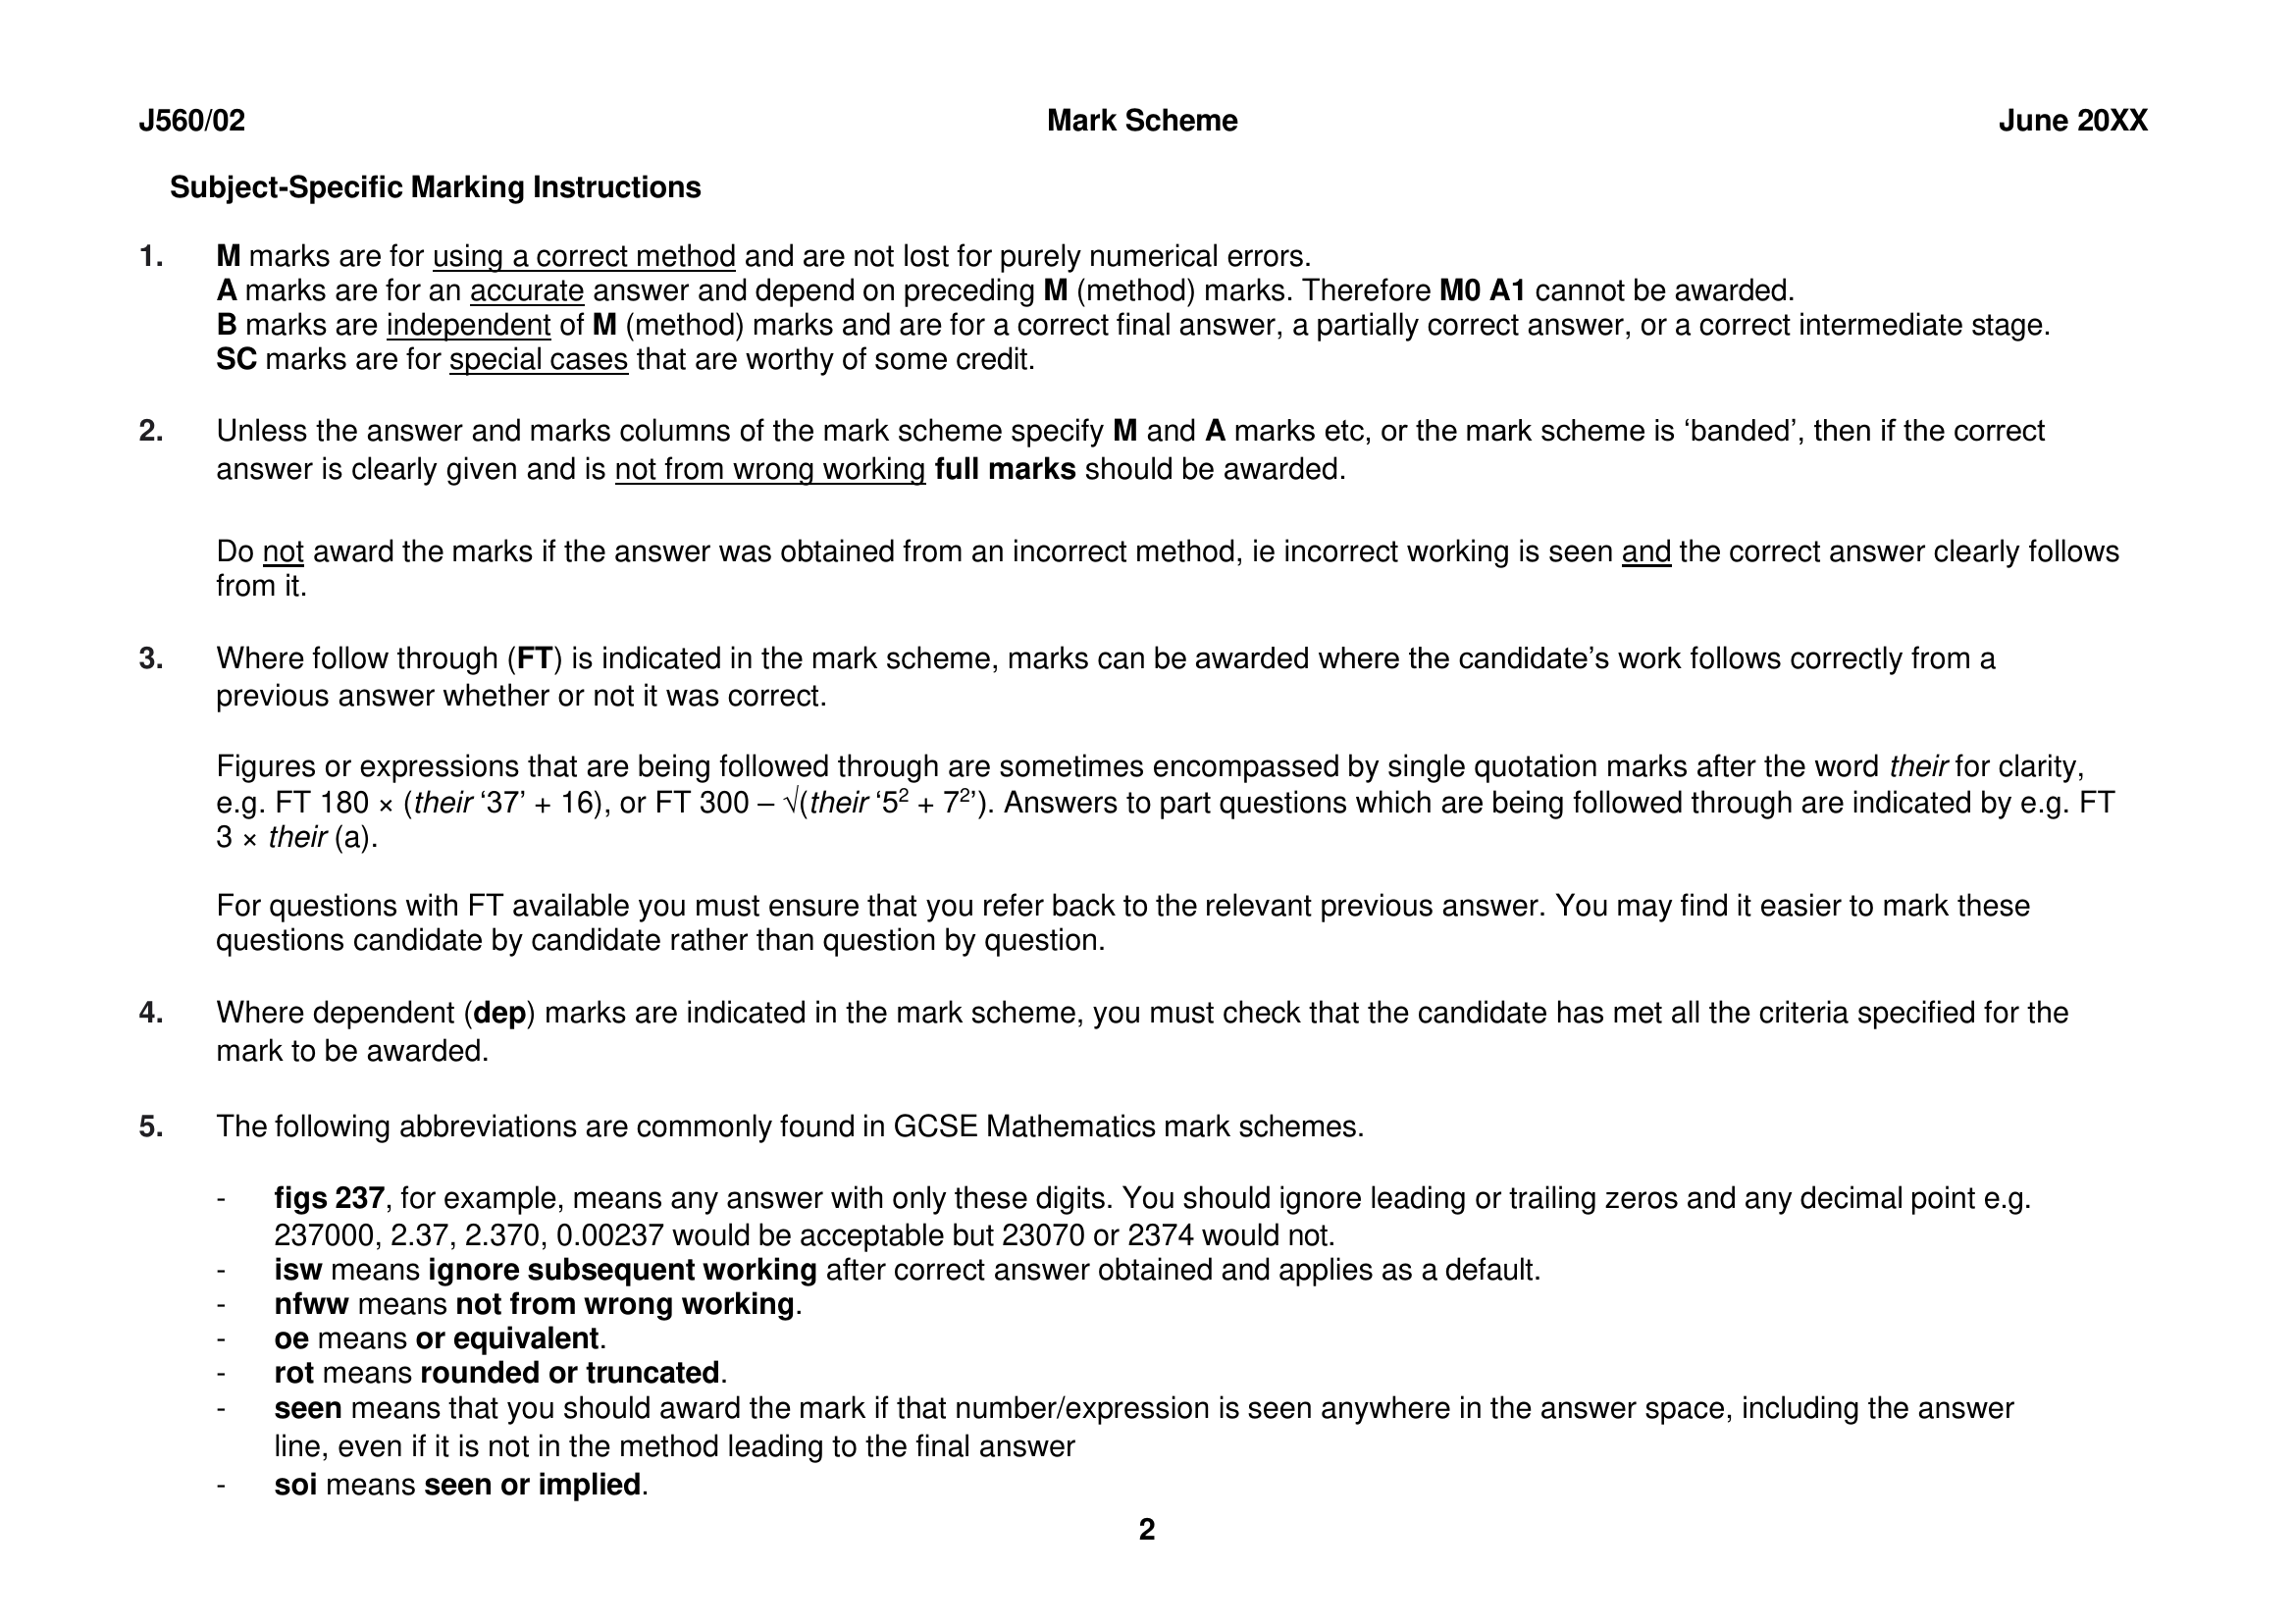 J560/02 Mark Scheme June 20XX
Subject-Specific Marking Instructions
1. M marks are for using a correct method and are not lost for purely numerical errors.
A marks are for an accurate answer and depend on preceding M (method) marks. Therefore M0 A1 cannot be awarded.
B marks are independent of M (method) marks and are for a correct final answer, a partially correct answer, or a correct intermediate stage.
SC marks are for special cases that are worthy of some credit.
2. Unless the answer and marks columns of the mark scheme specify M and A marks etc, or the mark scheme is ‘banded’, then if the correct
answer is clearly given and is not from wrong working full marks should be awarded.
Do not award the marks if the answer was obtained from an incorrect method, ie incorrect working is seen and the correct answer clearly follows
from it.
3. Where follow through (FT) is indicated in the mark scheme, marks can be awarded where the candidate’s work follows correctly from a
previous answer whether or not it was correct.
Figures or expressions that are being followed through are sometimes encompassed by single quotation marks after the word their for clarity,
e.g. FT 180 × (their ‘37’ + 16), or FT 300 – √(their ‘5² + 7²’). Answers to part questions which are being followed through are indicated by e.g. FT
3 × their (a).
For questions with FT available you must ensure that you refer back to the relevant previous answer. You may find it easier to mark these
questions candidate by candidate rather than question by question.
4. Where dependent (dep) marks are indicated in the mark scheme, you must check that the candidate has met all the criteria specified for the
mark to be awarded.
5. The following abbreviations are commonly found in GCSE Mathematics mark schemes.
- figs 237, for example, means any answer with only these digits. You should ignore leading or trailing zeros and any decimal point e.g.
237000, 2.37, 2.370, 0.00237 would be acceptable but 23070 or 2374 would not.
- isw means ignore subsequent working after correct answer obtained and applies as a default.
- nfww means not from wrong working.
- oe means or equivalent.
- rot means rounded or truncated.
- seen means that you should award the mark if that number/expression is seen anywhere in the answer space, including the answer
line, even if it is not in the method leading to the final answer
- soi means seen or implied.
2